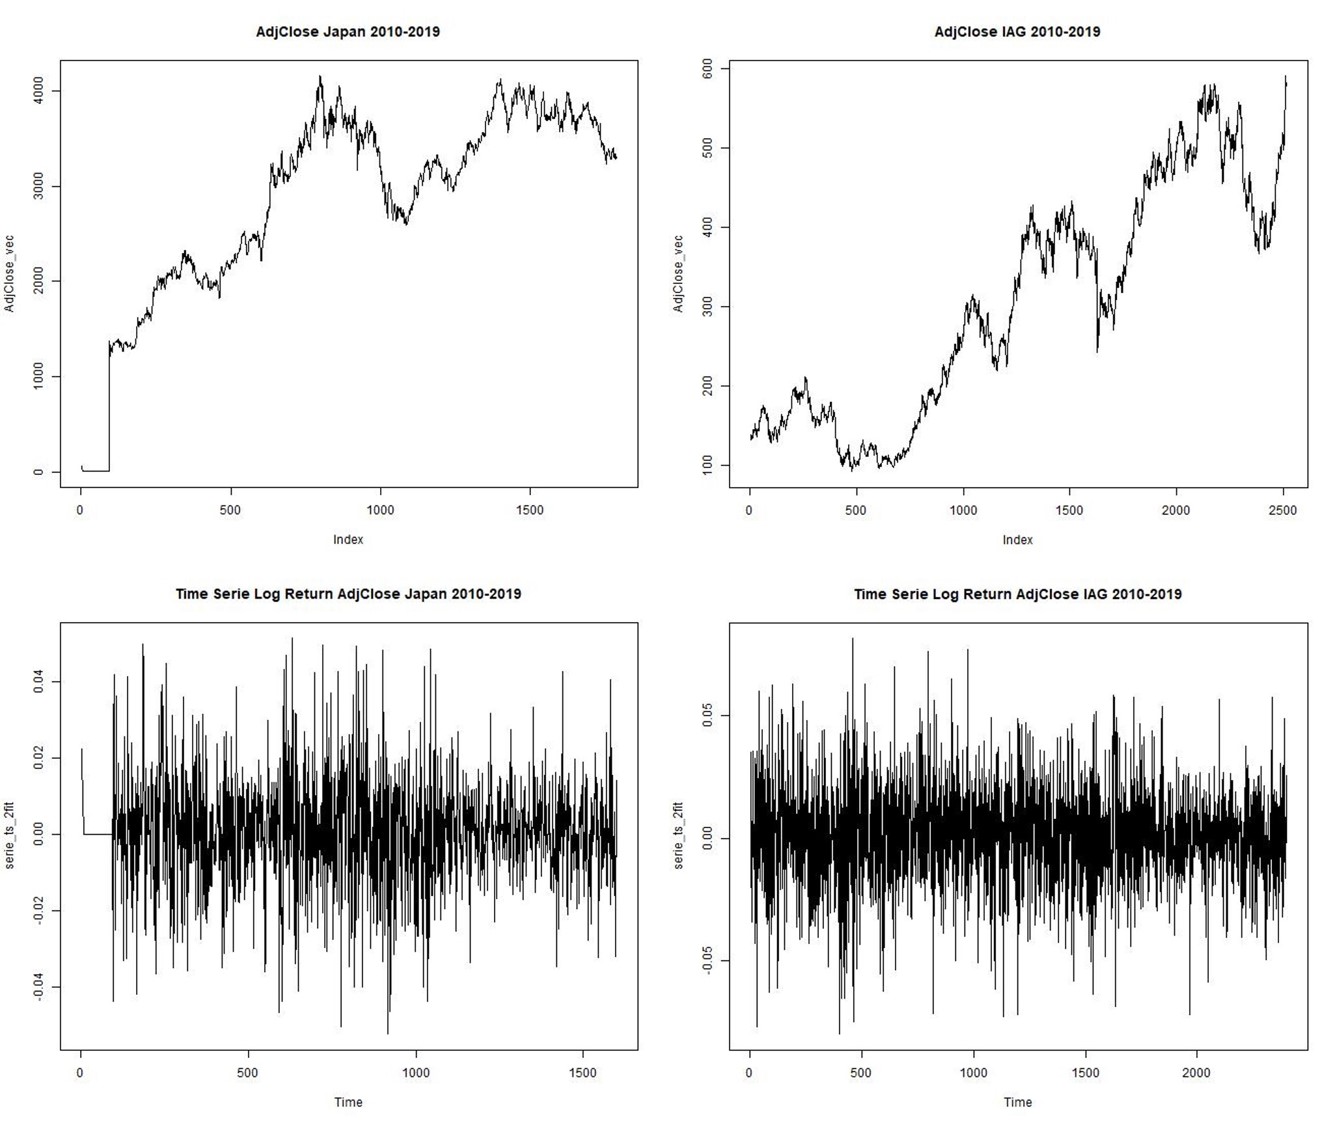 AdjClose Japan 2010-2019
AdjClose_vec
4000
3000
2000
1000
0
0 500 1000 1500
Index
AdjClose IAG 2010-2019
AdjClose_vec
600
500
400
300
200
100
0 500 1000 1500 2000 2500
Index
Time Serie Log Return AdjClose Japan 2010-2019
serie_ts_2fit
0.04
0.02
0.00
-0.02
-0.04
0 500 1000 1500
Time
Time Serie Log Return AdjClose IAG 2010-2019
serie_ts_2fit
0.05
0.00
-0.05
0 500 1000 1500 2000
Time